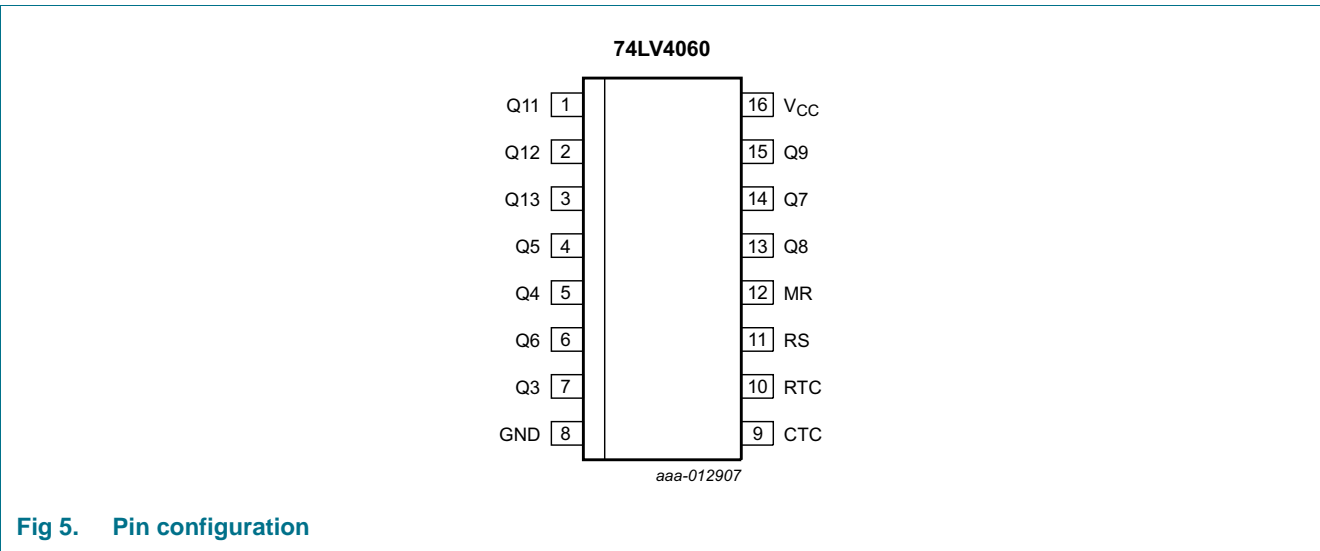 74LV4060
Q11 1 16 VCC
Q12 2 15 Q9
Q13 3 14 Q7
Q5 4 13 Q8
Q4 5 12 MR
Q6 6 11 RS
Q3 7 10 RTC
GND 8 9 CTC
aaa-012907
Fig 5. Pin configuration